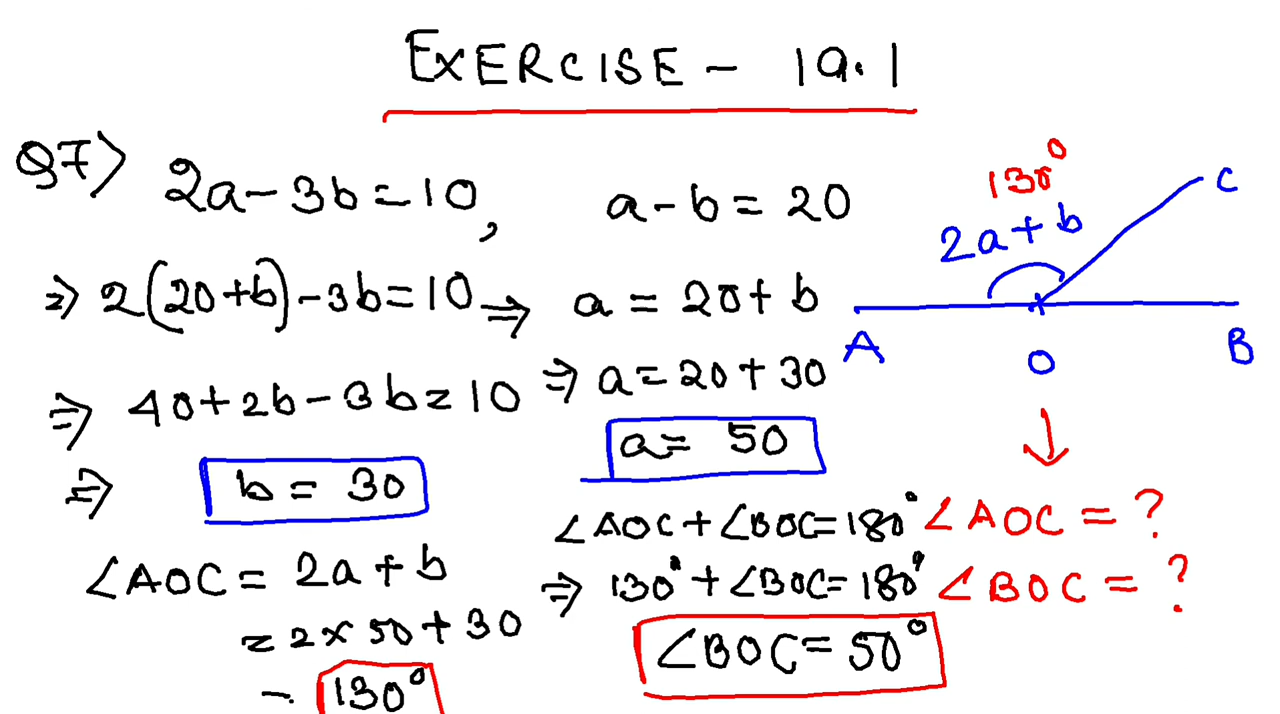 EXERCISE - 19.1
Q7> 2a - 3b = 10, a - b = 20
⇒ 2(20+b) - 3b = 10 ⇒ a = 20 + b
⇒ 40 + 2b - 3b = 10 ⇒ a = 20 + 30
a = 50
⇒ b = 30
∠AOC = 2a + b
= 2 × 50 + 30
= 130°
∠AOC + ∠BOC = 180°
⇒ 130° + ∠BOC = 180°
∠BOC = 50°
130°
2a + b
C
A O B
↓
∠AOC = ?
∠BOC = ?